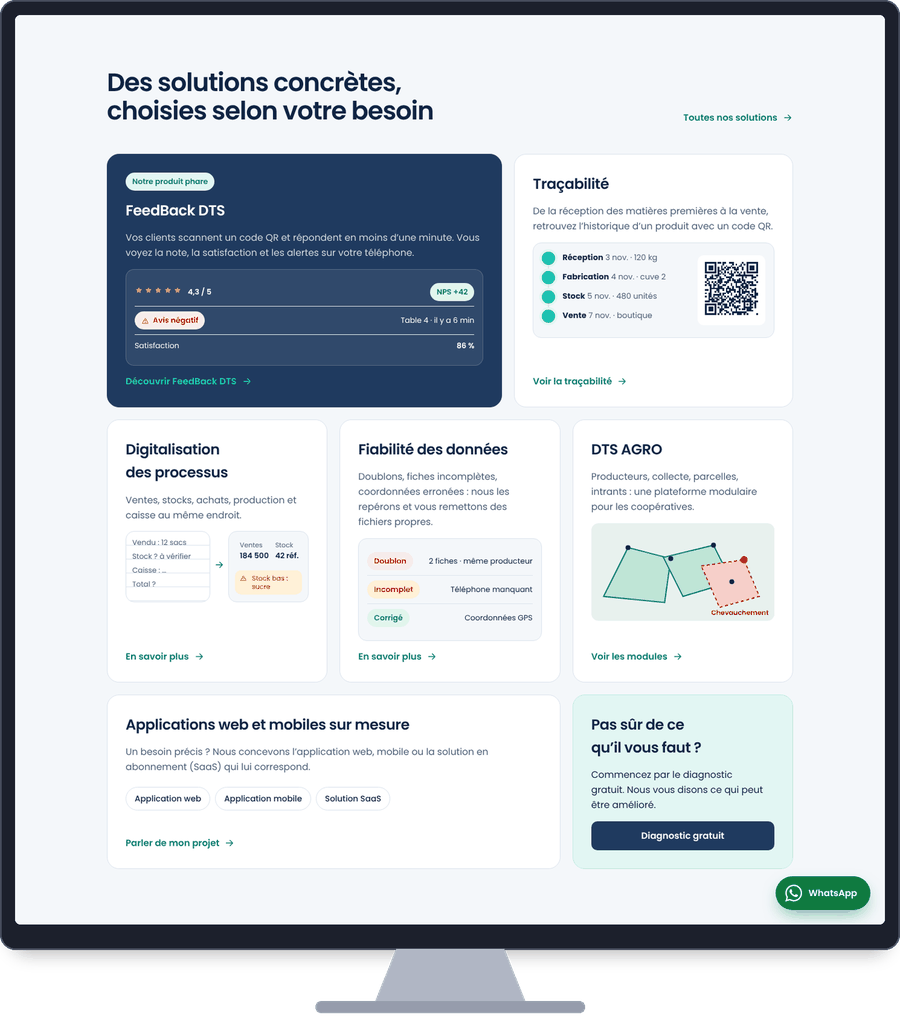 Des solutions concrètes,
choisies selon votre besoin
Toutes nos solutions →
Notre produit phare
FeedBack DTS
Vos clients scannent un code QR et répondent en moins d’une minute. Vous
voyez la note, la satisfaction et les alertes sur votre téléphone.
★ ★ ★ ★ ★ 4,3 / 5
NPS +42
⚠ Avis négatif
Table 4 · il y a 6 min
Satisfaction
86 %
Découvrir FeedBack DTS →
Traçabilité
De la réception des matières premières à la vente,
retrouvez l’historique d’un produit avec un code QR.
Réception 3 nov. · 120 kg
Fabrication 4 nov. · cuve 2
Stock 5 nov. · 480 unités
Vente 7 nov. · boutique
Voir la traçabilité →
Digitalisation
des processus
Ventes, stocks, achats, production et
caisse au même endroit.
Vendu : 12 sacs
Stock ? à vérifier
Caisse : ...
Total ?
→
Ventes Stock
184 500 42 réf.
⚠ Stock bas :
sucre
En savoir plus →
Fiabilité des données
Doublons, fiches incomplètes,
coordonnées erronées : nous les
repérons et vous remettons des
fichiers propres.
Doublon 2 fiches · même producteur
Incomplet Téléphone manquant
Corrigé Coordonnées GPS
En savoir plus →
DTS AGRO
Producteurs, collecte, parcelles,
intrants : une plateforme modulaire
pour les coopératives.
Chevauchement
Voir les modules →
Applications web et mobiles sur mesure
Un besoin précis ? Nous concevons l’application web, mobile ou la solution en
abonnement (SaaS) qui lui correspond.
Application web
Application mobile
Solution SaaS
Parler de mon projet →
Pas sûr de ce
qu’il vous faut ?
Commencez par le diagnostic
gratuit. Nous vous disons ce qui peut
être amélioré.
Diagnostic gratuit
WhatsApp